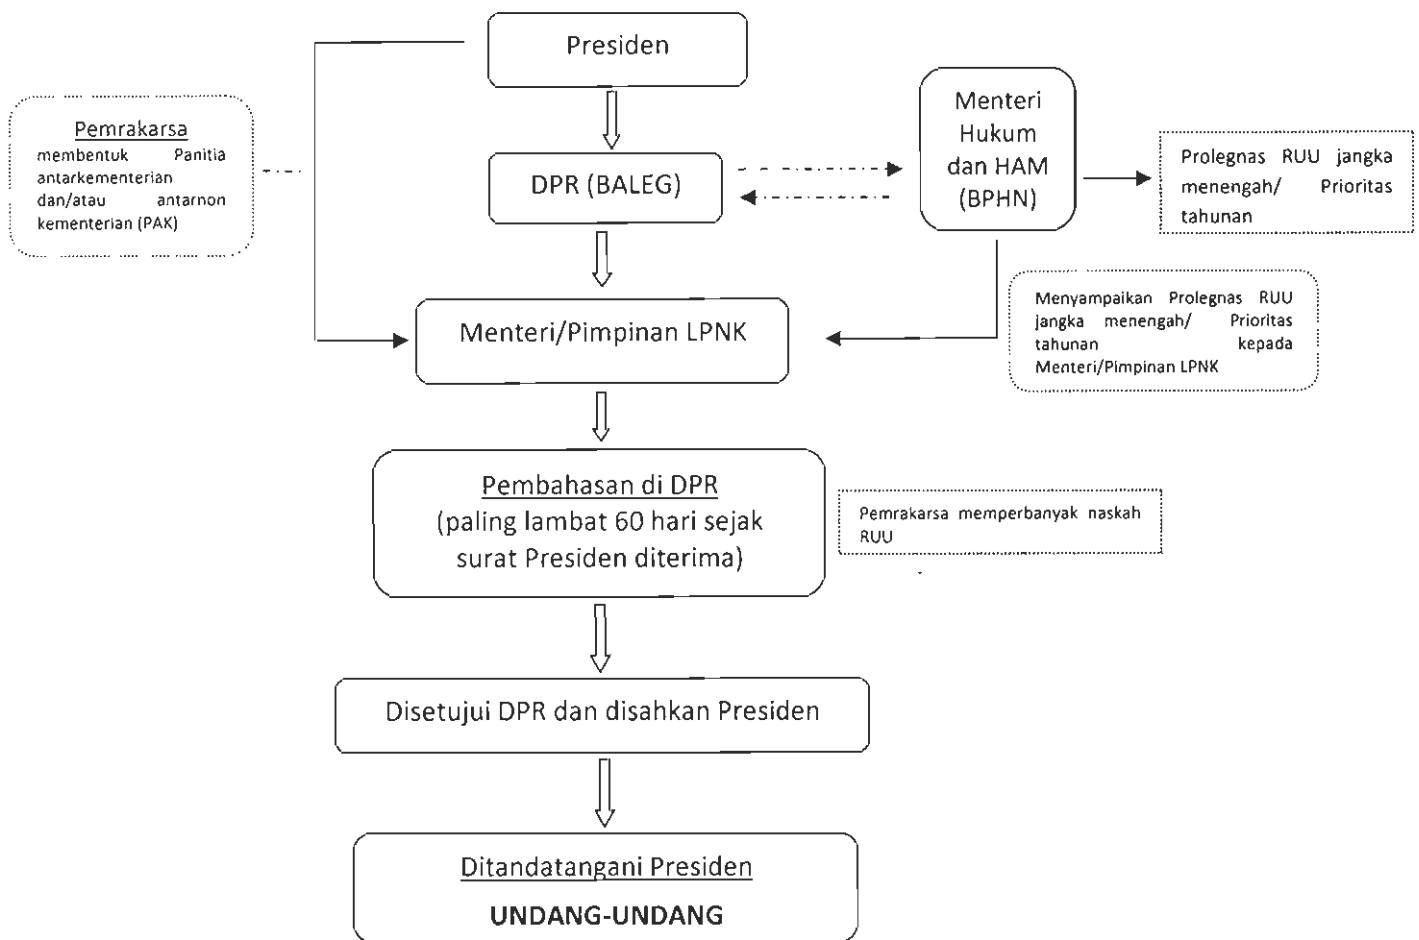 Presiden
Pemrakarsa
membentuk Panitia
antarkementerian
dan/atau antarnon
kementerian (PAK)
DPR (BALEG)
Menteri
Hukum
dan HAM
(BPHN)
Prolegnas RUU jangka
menengah/ Prioritas
tahunan
Menteri/Pimpinan LPNK
Menyampaikan Prolegnas RUU
jangka menengah/ Prioritas
tahunan kepada
Menteri/Pimpinan LPNK
Pembahasan di DPR
(paling lambat 60 hari sejak
surat Presiden diterima)
Pemrakarsa memperbanyak naskah
RUU
Disetujui DPR dan disahkan Presiden
Ditandatangani Presiden
UNDANG-UNDANG